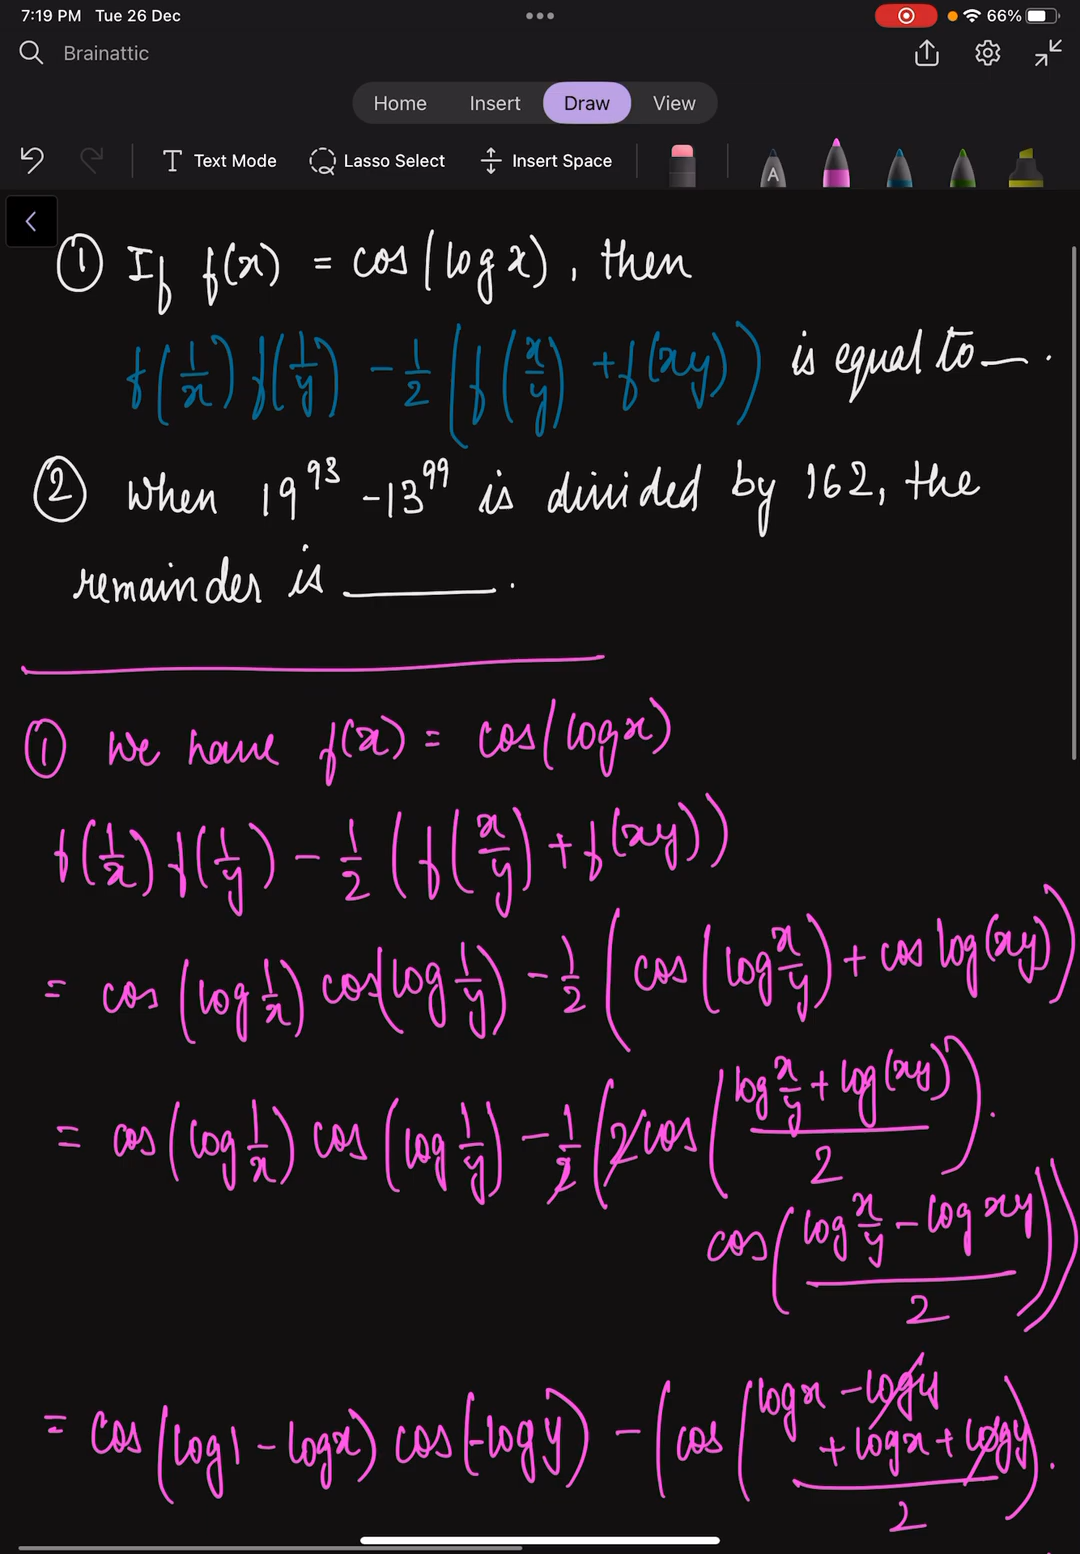 7:19 PM Tue 26 Dec
66%
Brainattic
Home Insert Draw View
Text Mode Lasso Select Insert Space
① If f(x) = cos(log x), then
f(1/x) f(1/y) - 1/2 (f(x/y) + f(xy)) is equal to — .
② When 19^93 - 13^99 is divided by 162, the
remainder is ______ .
① We have f(x) = cos(log x)
f(1/x) f(1/y) - 1/2 (f(x/y) + f(xy))
= cos (log 1/x) cos(log 1/y) - 1/2 (cos (log x/y) + cos log(xy))
= cos (log 1/x) cos (log 1/y) - 1/2 (2 cos ((log x/y + log(xy))/2) .
cos ((log x/y - log xy)/2))
= cos (log 1 - log x) cos (-log y) - (cos ((log x - log y
+ log x + log y)/2) .